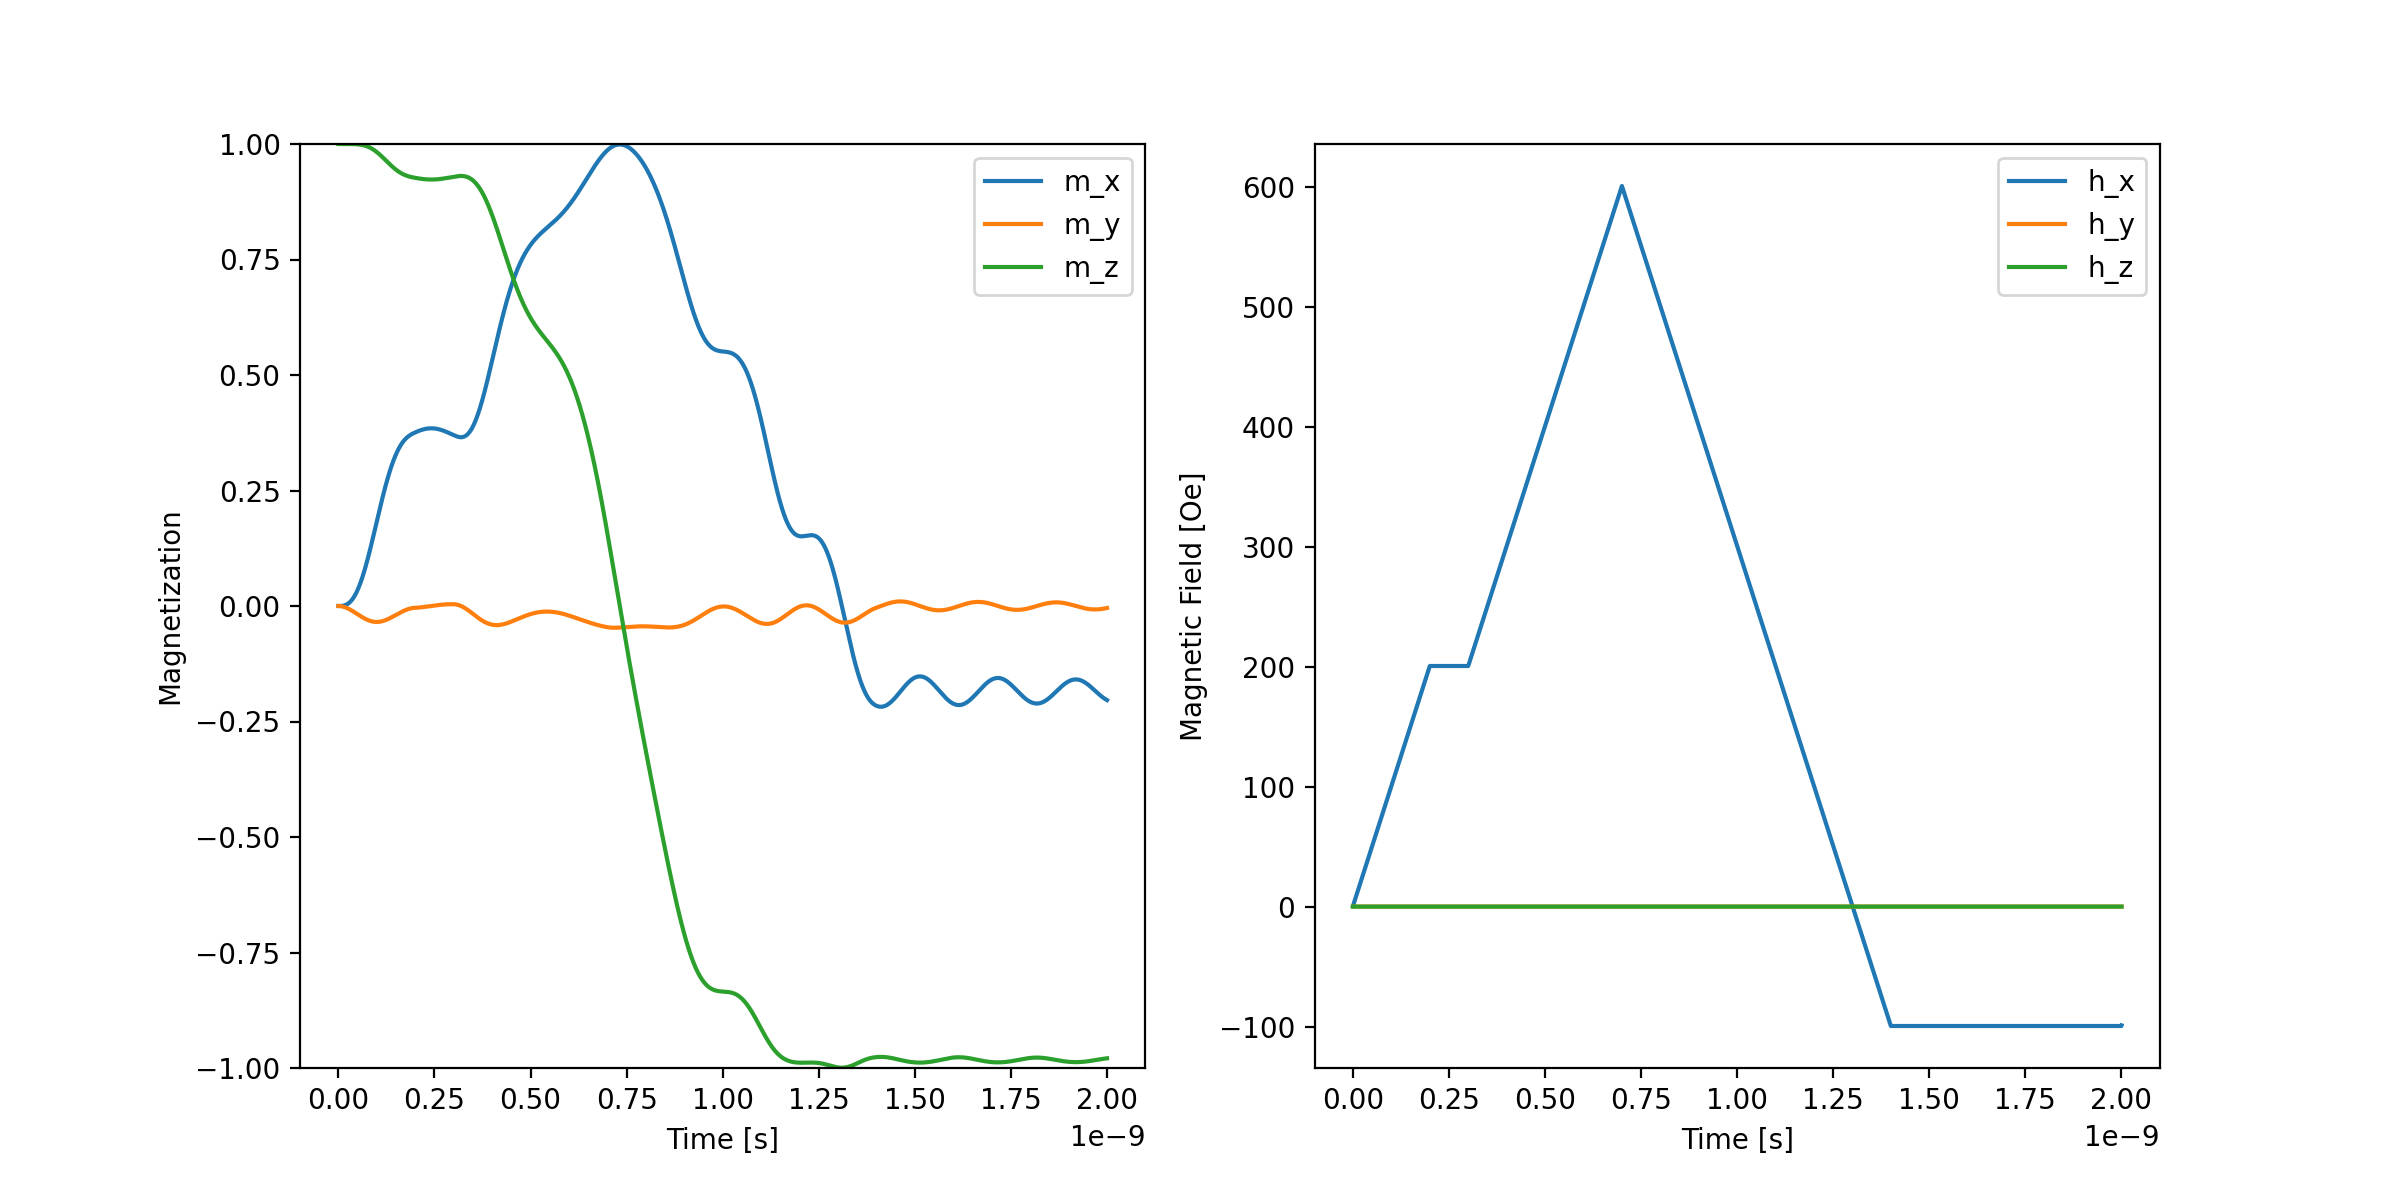 Magnetization
1.00
0.75
0.50
0.25
0.00
−0.25
−0.50
−0.75
−1.00
m_x
m_y
m_z
0.00 0.25 0.50 0.75 1.00 1.25 1.50 1.75 2.00
Time [s]
1e−9
Magnetic Field [Oe]
600
500
400
300
200
100
0
−100
h_x
h_y
h_z
0.00 0.25 0.50 0.75 1.00 1.25 1.50 1.75 2.00
Time [s]
1e−9